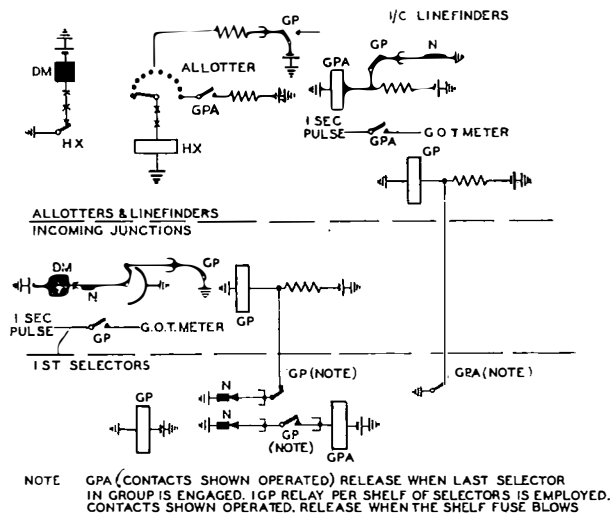 GP
I/C LINEFINDERS
DM
ALLOTTER
GPA
GP
N
GPA
HX
HX
1 SEC
PULSE
GPA
G.O.T METER
GP
ALLOTTERS & LINEFINDERS
INCOMING JUNCTIONS
DM
N
GP
GP
1 SEC
PULSE
GP
G.O.T. METER
1ST SELECTORS
GP (NOTE)
GPA (NOTE)
N
GP
N
GP
(NOTE)
GPA
NOTE GPA (CONTACTS SHOWN OPERATED) RELEASE WHEN LAST SELECTOR
IN GROUP IS ENGAGED. 1GP RELAY PER SHELF OF SELECTORS IS EMPLOYED.
CONTACTS SHOWN OPERATED, RELEASE WHEN THE SHELF FUSE BLOWS